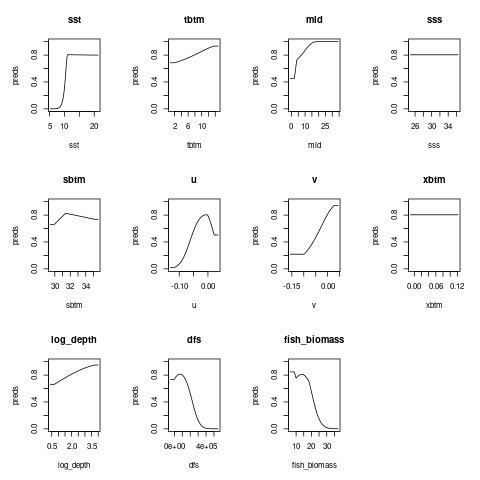 sst
preds
0.0 0.4 0.8
5 10 20
sst
tbtm
preds
0.0 0.4 0.8
2 6 10
tbtm
mld
preds
0.0 0.4 0.8
0 10 25
mld
sss
preds
0.0 0.4 0.8
26 30 34
sss
sbtm
preds
0.0 0.4 0.8
30 32 34
sbtm
u
preds
0.0 0.4 0.8
-0.10 0.00
u
v
preds
0.0 0.4 0.8
-0.15 0.00
v
xbtm
preds
0.0 0.4 0.8
0.00 0.06 0.12
xbtm
log_depth
preds
0.0 0.4 0.8
0.5 2.0 3.5
log_depth
dfs
preds
0.0 0.4 0.8
0e+00 4e+05
dfs
fish_biomass
preds
0.0 0.4 0.8
10 20 30
fish_biomass